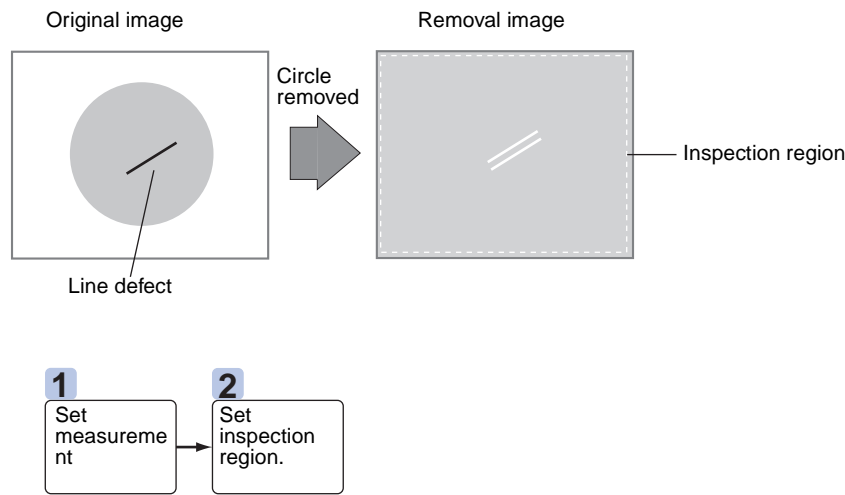 Original image
Removal image
Circle
removed
Inspection region
Line defect
1
2
Set
measureme
nt
Set
inspection
region.